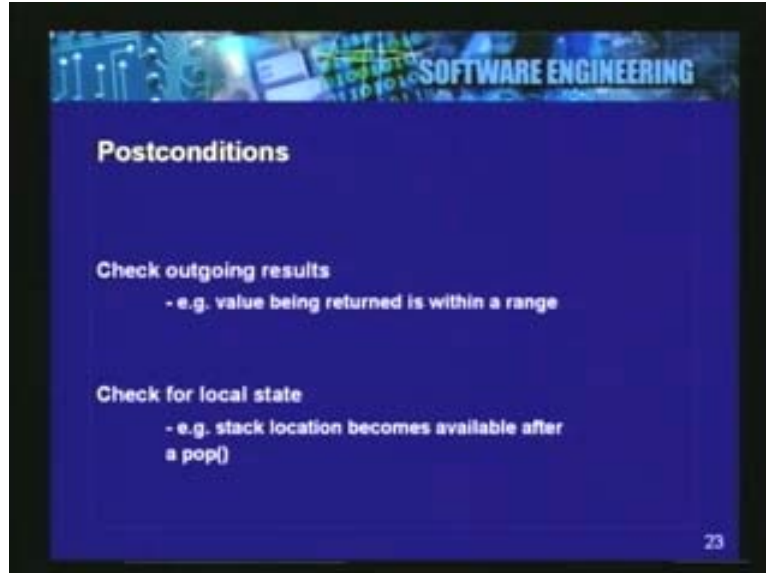 SOFTWARE ENGINEERING
Postconditions
Check outgoing results
- e.g. value being returned is within a range
Check for local state
- e.g. stack location becomes available after
a pop()
23